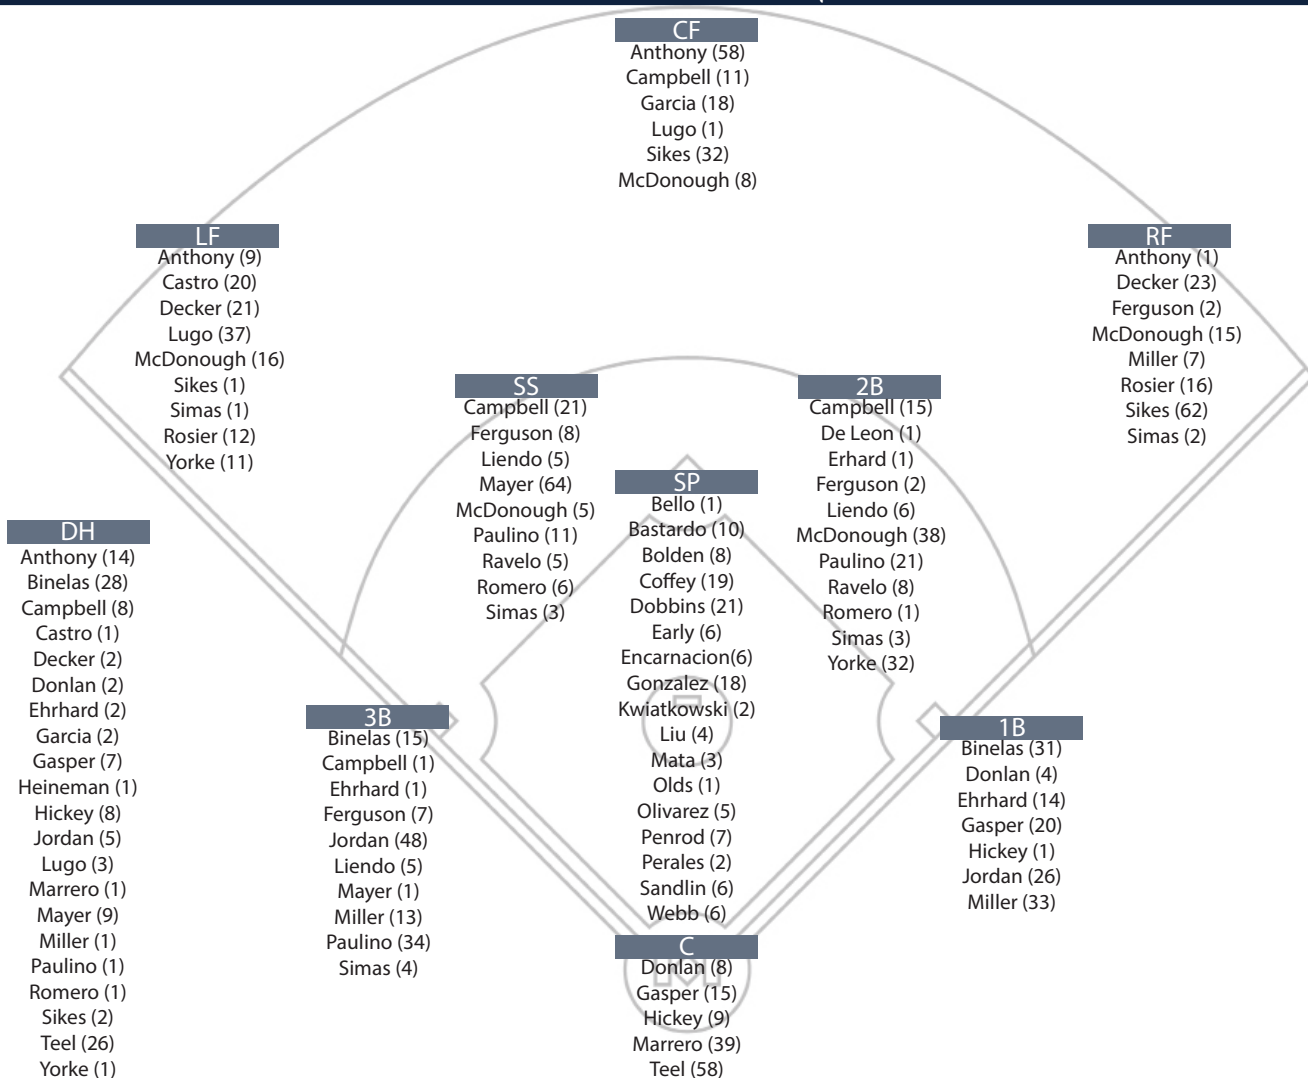 CF
Anthony (58)
Campbell (11)
Garcia (18)
Lugo (1)
Sikes (32)
McDonough (8)
LF
Anthony (9)
Castro (20)
Decker (21)
Lugo (37)
McDonough (16)
Sikes (1)
Simas (1)
Rosier (12)
Yorke (11)
RF
Anthony (1)
Decker (23)
Ferguson (2)
McDonough (15)
Miller (7)
Rosier (16)
Sikes (62)
Simas (2)
SS
Campbell (21)
Ferguson (8)
Liendo (5)
Mayer (64)
McDonough (5)
Paulino (11)
Ravelo (5)
Romero (6)
Simas (3)
2B
Campbell (15)
De Leon (1)
Erhard (1)
Ferguson (2)
Liendo (6)
McDonough (38)
Paulino (21)
Ravelo (8)
Romero (1)
Simas (3)
Yorke (32)
SP
Bello (1)
Bastardo (10)
Bolden (8)
Coffey (19)
Dobbins (21)
Early (6)
Encarnacion(6)
Gonzalez (18)
Kwiatkowski (2)
Liu (4)
Mata (3)
Olds (1)
Olivarez (5)
Penrod (7)
Perales (2)
Sandlin (6)
Webb (6)
DH
Anthony (14)
Binelas (28)
Campbell (8)
Castro (1)
Decker (2)
Donlan (2)
Ehrhard (2)
Garcia (2)
Gasper (7)
Heineman (1)
Hickey (8)
Jordan (5)
Lugo (3)
Marrero (1)
Mayer (9)
Miller (1)
Paulino (1)
Romero (1)
Sikes (2)
Teel (26)
Yorke (1)
3B
Binelas (15)
Campbell (1)
Ehrhard (1)
Ferguson (7)
Jordan (48)
Liendo (5)
Mayer (1)
Miller (13)
Paulino (34)
Simas (4)
1B
Binelas (31)
Donlan (4)
Ehrhard (14)
Gasper (20)
Hickey (1)
Jordan (26)
Miller (33)
C
Donlan (8)
Gasper (15)
Hickey (9)
Marrero (39)
Teel (58)